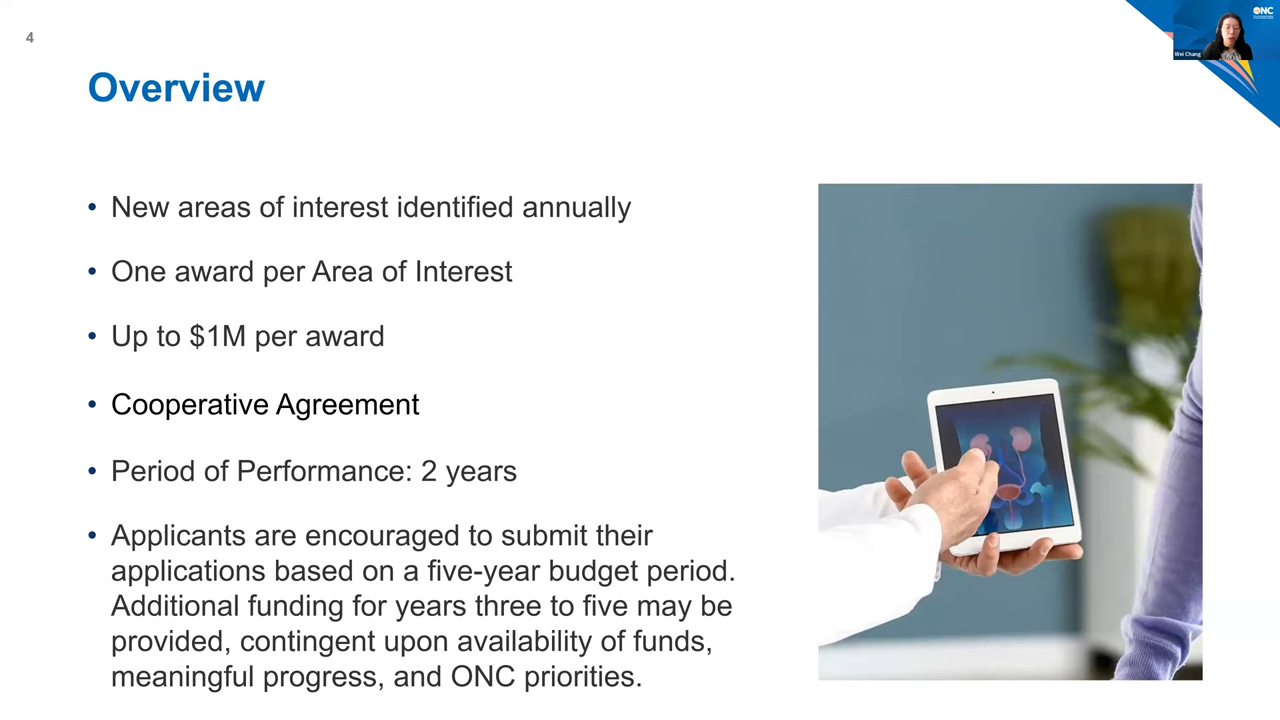 4
ONC
Wei Chang
Overview
• New areas of interest identified annually
• One award per Area of Interest
• Up to $1M per award
• Cooperative Agreement
• Period of Performance: 2 years
• Applicants are encouraged to submit their
applications based on a five-year budget period.
Additional funding for years three to five may be
provided, contingent upon availability of funds,
meaningful progress, and ONC priorities.